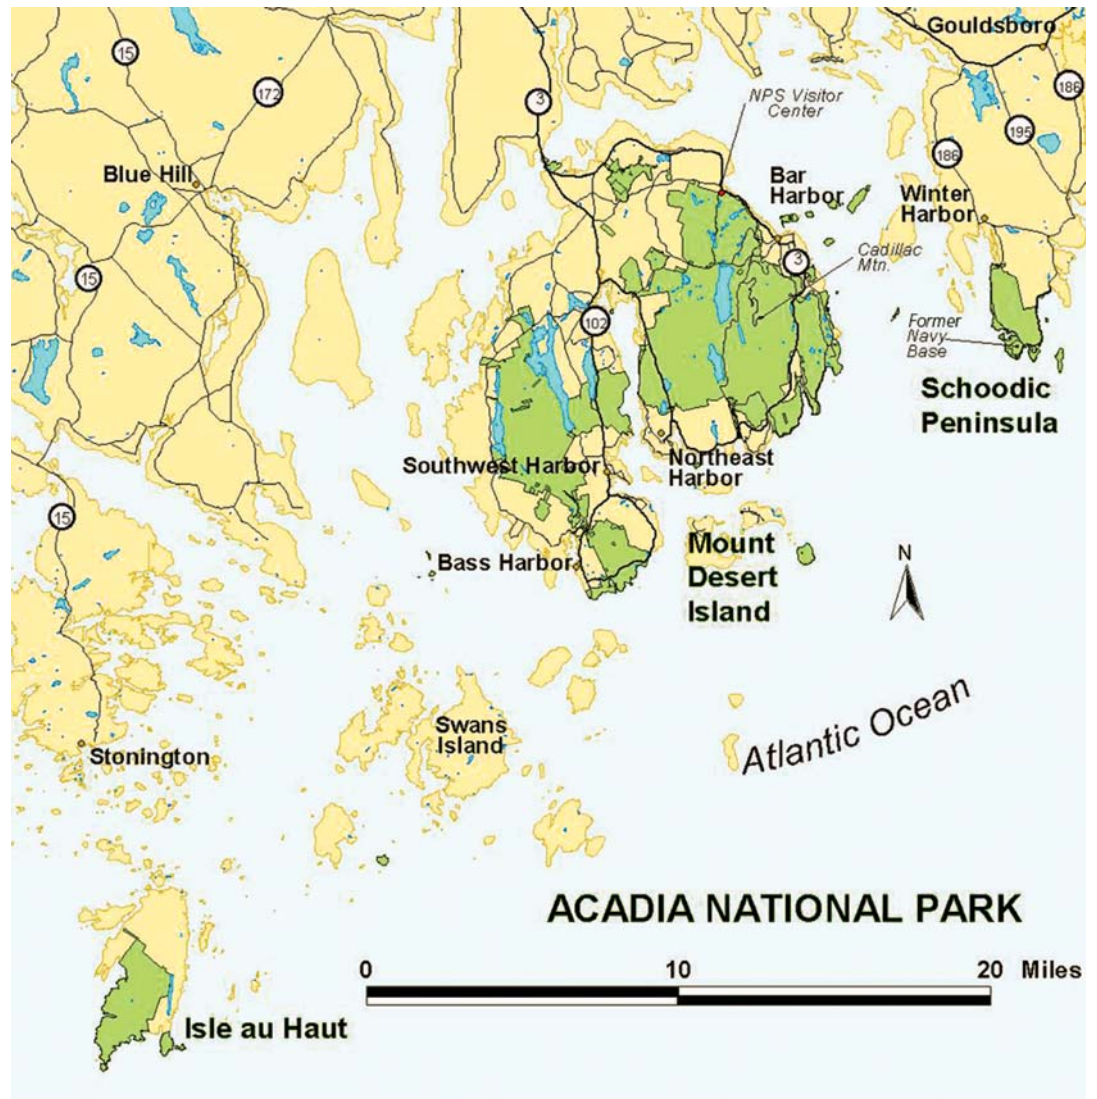 Gouldsboro
15
172
3
NPS Visitor
Center
186
195
186
Blue Hill
Bar
Harbor
Winter
Harbor
15
3
Cadillac
Mtn.
102
Former
Navy
Base
Schoodic
Peninsula
Southwest Harbor
Northeast
Harbor
15
Bass Harbor
Mount
Desert
Island
N
Swans
Island
Atlantic Ocean
Stonington
ACADIA NATIONAL PARK
0 10 20 Miles
Isle au Haut